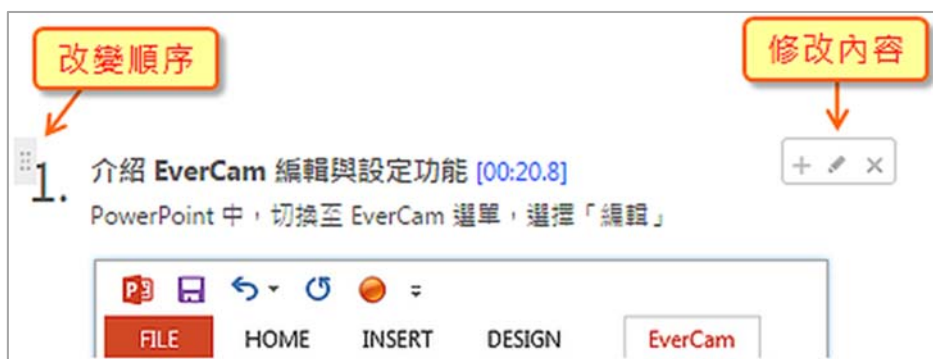 改變順序
修改內容
1. 介紹 EverCam 編輯與設定功能 [00:20.8]
PowerPoint 中，切換至 EverCam 選單，選擇「編輯」
FILE HOME INSERT DESIGN EverCam